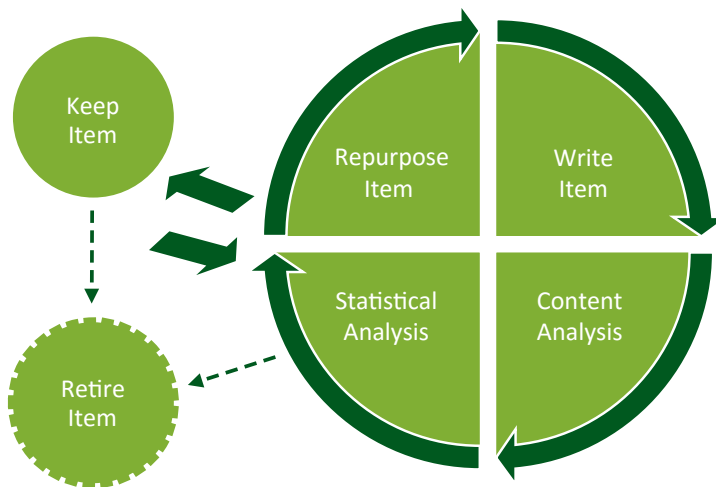 Keep
Item
Repurpose
Item
Write
Item
Statistical
Analysis
Content
Analysis
Retire
Item